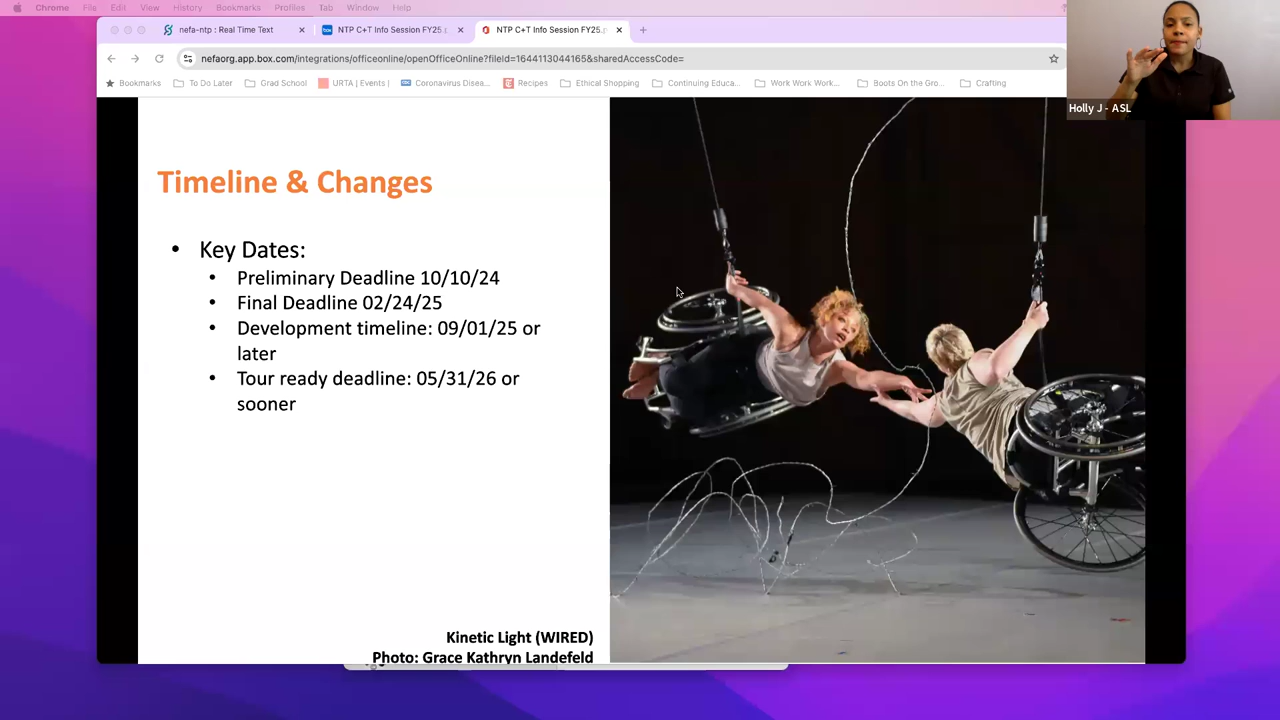 Chrome File Edit View History Bookmarks Profiles Tab Window Help
nefa-ntp : Real Time Text
NTP C+T Info Session FY25.
NTP C+T Info Session FY25.
nefaorg.app.box.com/integrations/officeonline/openOfficeOnline?fileId=1644113044165&sharedAccessCode=
Bookmarks To Do Later Grad School URTA | Events | Coronavirus Disea... Recipes Ethical Shopping Continuing Educa... Work Work Work... Boots On the Gro... Crafting
Holly J - ASL
Timeline & Changes
• Key Dates:
• Preliminary Deadline 10/10/24
• Final Deadline 02/24/25
• Development timeline: 09/01/25 or
later
• Tour ready deadline: 05/31/26 or
sooner
Kinetic Light (WIRED)
Photo: Grace Kathryn Landefeld